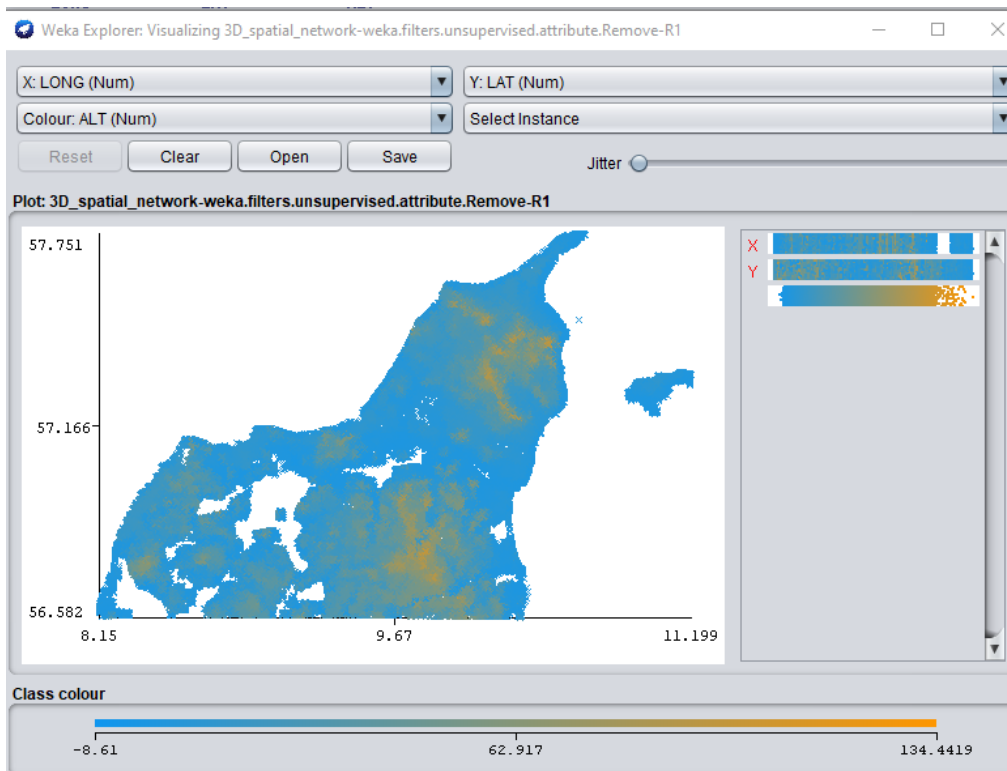 Weka Explorer: Visualizing 3D_spatial_network-weka.filters.unsupervised.attribute.Remove-R1
X: LONG (Num) Y: LAT (Num)
Colour: ALT (Num) Select Instance
Reset Clear Open Save Jitter
Plot: 3D_spatial_network-weka.filters.unsupervised.attribute.Remove-R1
57.751
X
Y
57.166
56.582
8.15 9.67 11.199
Class colour
-8.61 62.917 134.4419